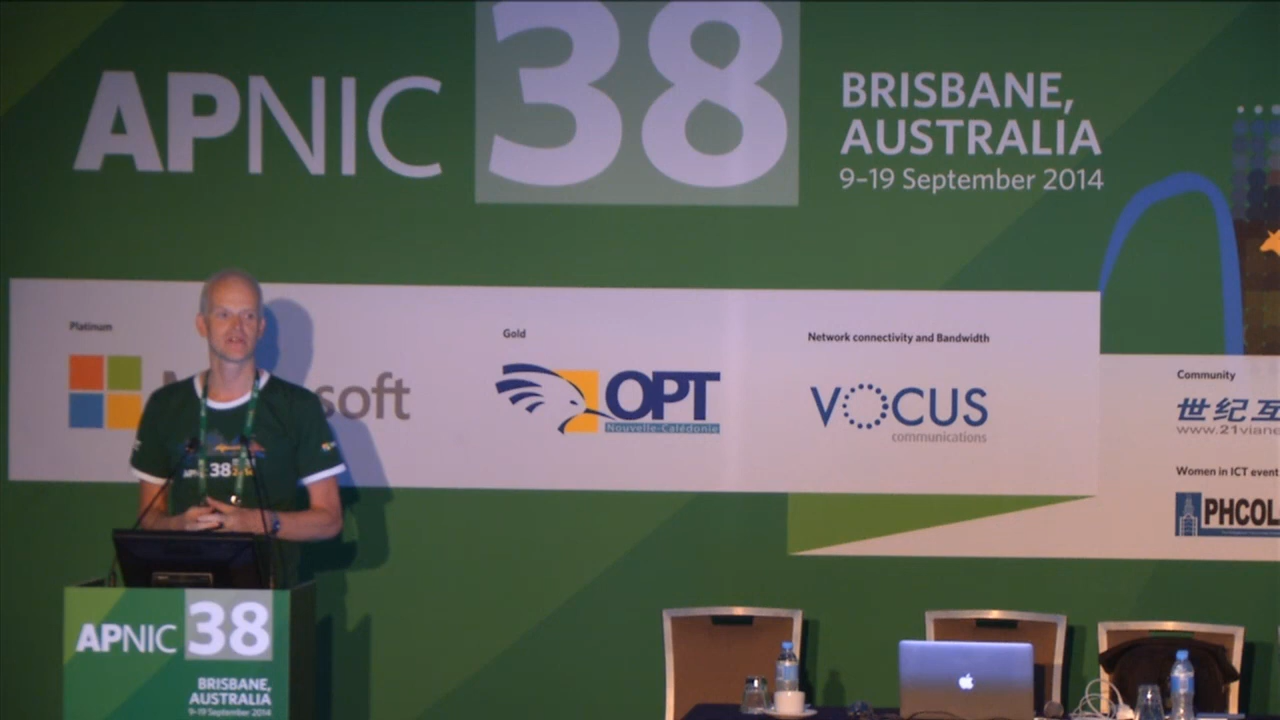 APNIC 38
BRISBANE,
AUSTRALIA
9–19 September 2014
Platinum
soft
Gold
OPT
Nouvelle-Calédonie
Network connectivity and Bandwidth
VOCUS
communications
Community
世纪互
www.21viane
Women in ICT event
PHCOL
38
APNIC 38
BRISBANE,
AUSTRALIA
9–19 September 2014